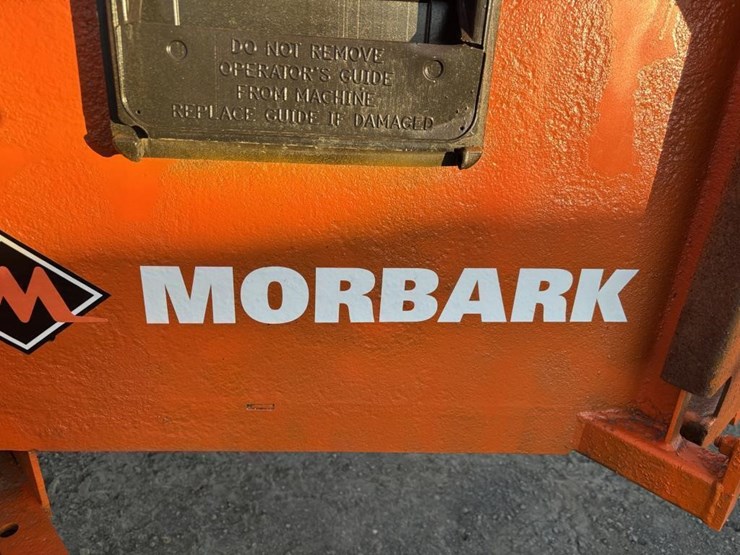 DO NOT REMOVE
OPERATOR'S GUIDE
FROM MACHINE
REPLACE GUIDE IF DAMAGED
M MORBARK